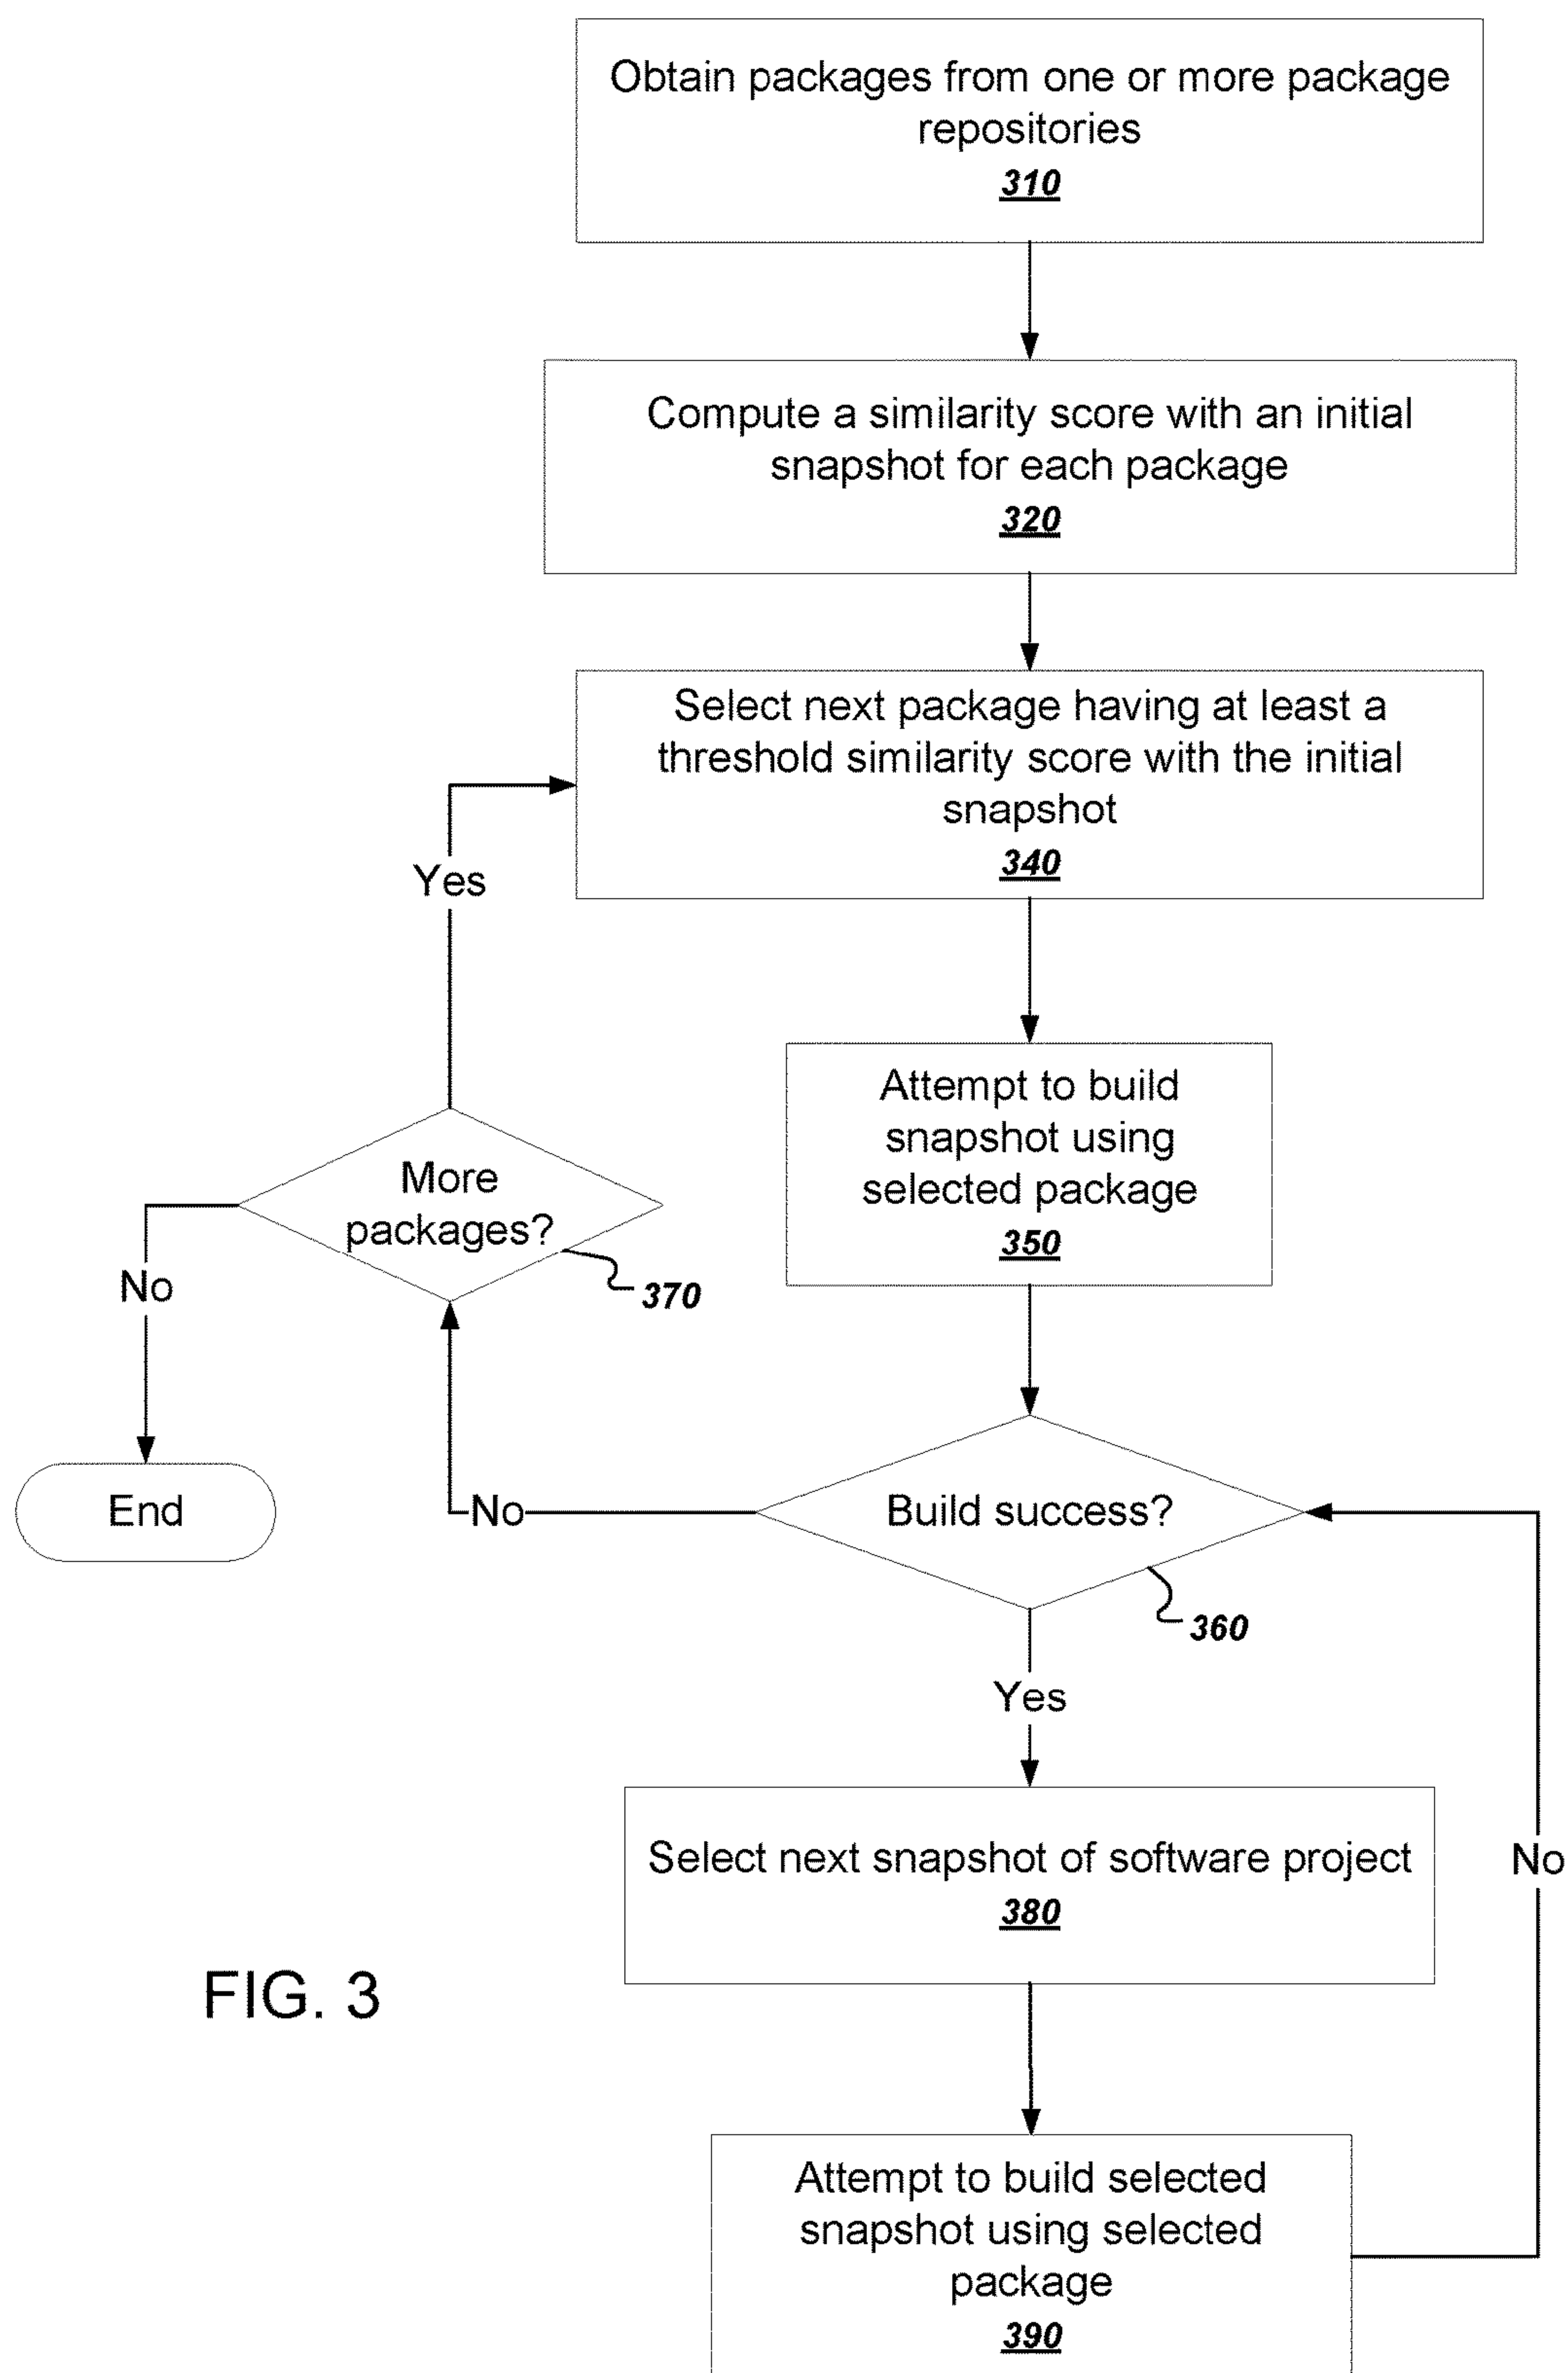 Obtain packages from one or more package
repositories
310
Compute a similarity score with an initial
snapshot for each package
320
Select next package having at least a
threshold similarity score with the initial
snapshot
340
Yes
Attempt to build
snapshot using
selected package
350
More
packages?
370
No
End
No
Build success?
360
Yes
Select next snapshot of software project
380
No
FIG. 3
Attempt to build selected
snapshot using selected
package
390